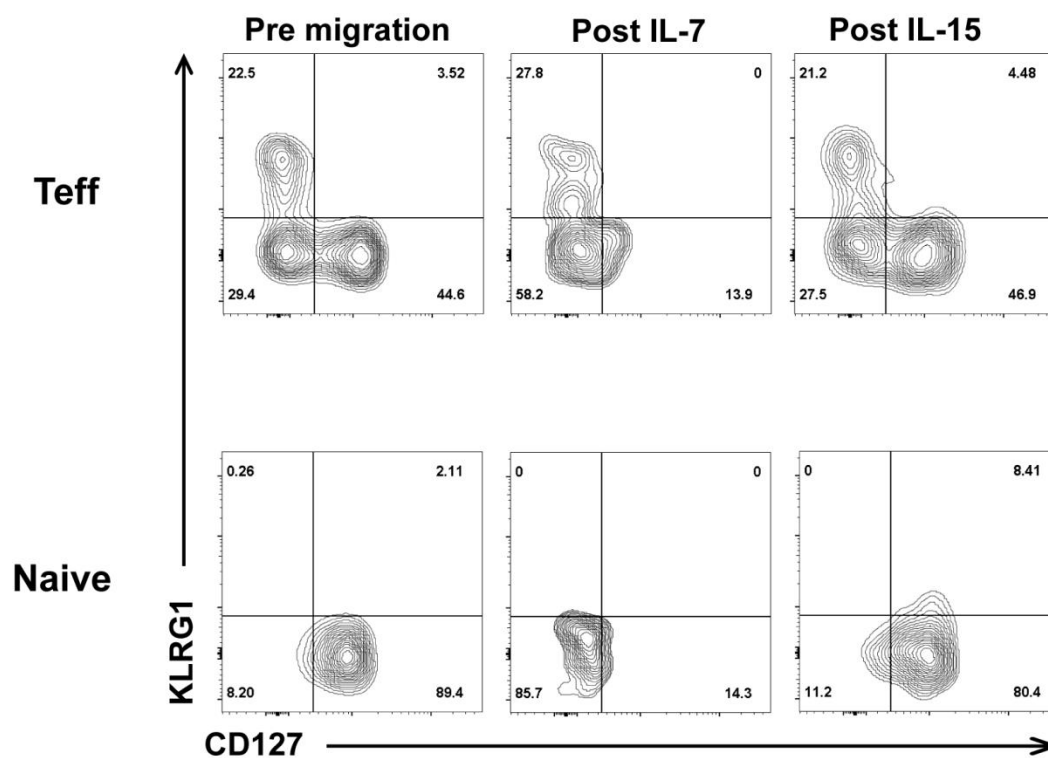 Pre migration Post IL-7 Post IL-15
22.5 3.52 27.8 0 21.2 4.48
Teff
29.4 44.6 58.2 13.9 27.5 46.9
0.26 2.11 0 0 0 8.41
Naive
KLRG1
8.20 89.4 85.7 14.3 11.2 80.4
CD127